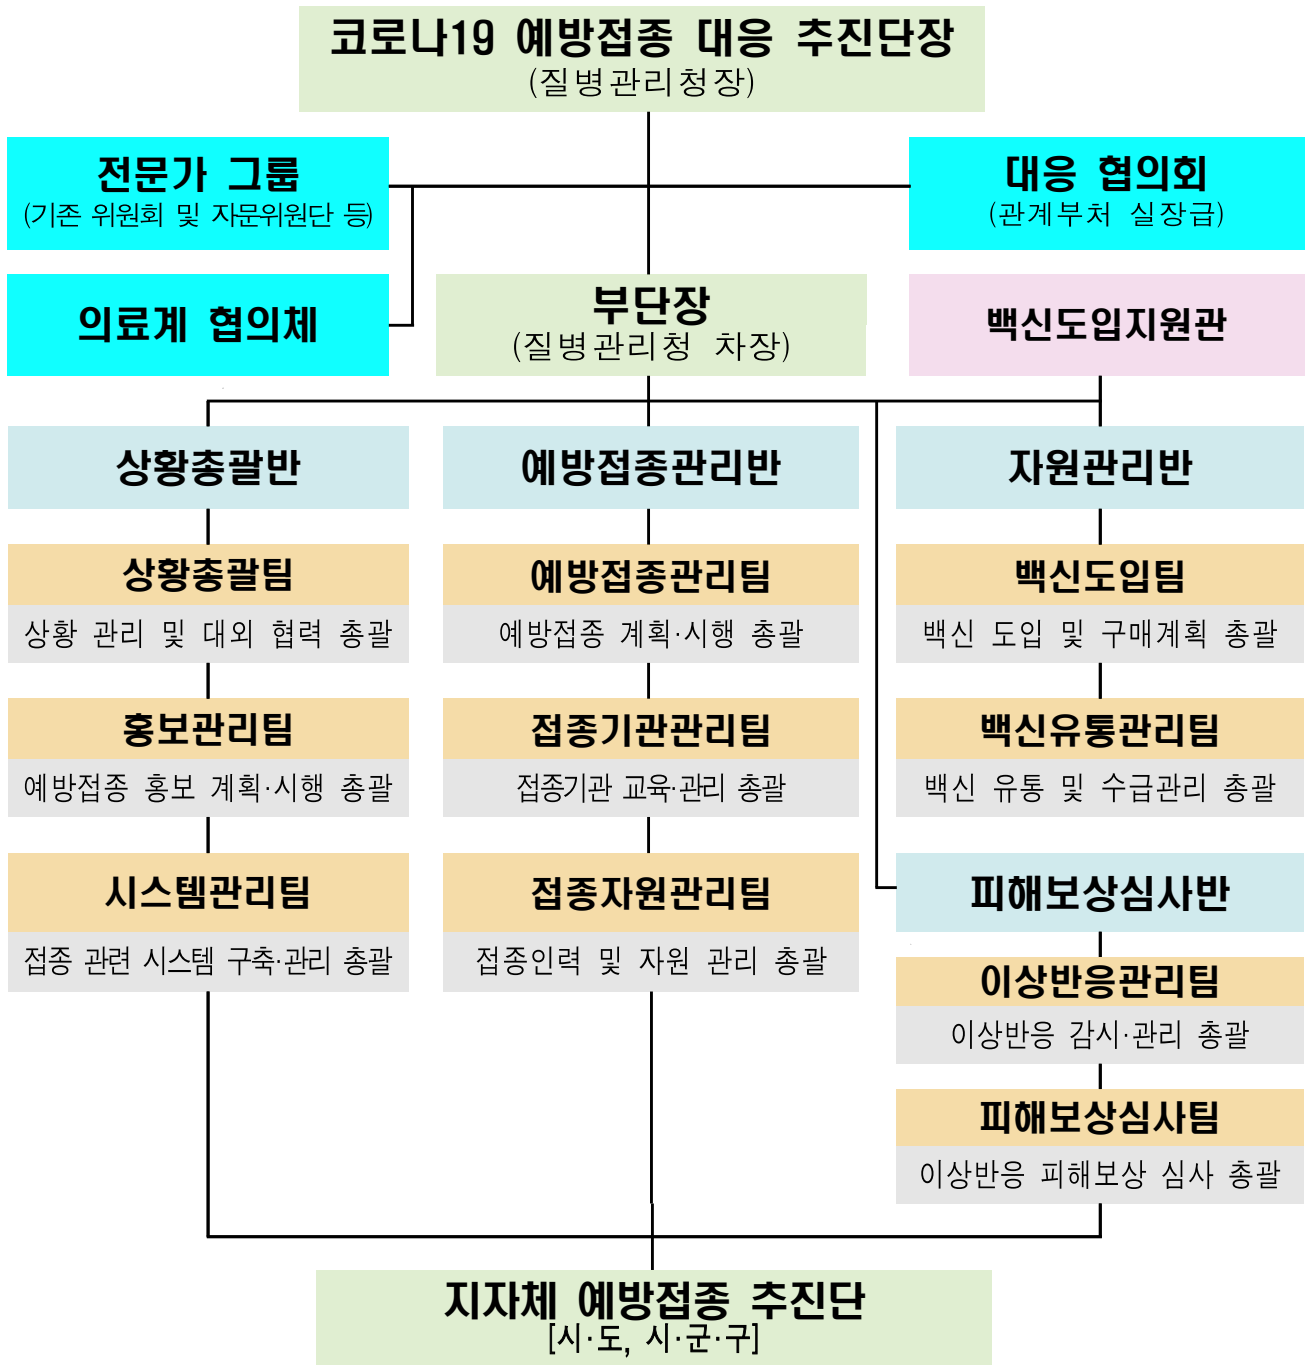 코로나19 예방접종 대응 추진단장
(질병관리청장)
전문가 그룹
(기존 위원회 및 자문위원단 등)
대응 협의회
(관계부처 실장급)
의료계 협의체
부단장
(질병관리청 차장)
백신도입지원관
상황총괄반
예방접종관리반
자원관리반
상황총괄팀
상황 관리 및 대외 협력 총괄
예방접종관리팀
예방접종 계획·시행 총괄
백신도입팀
백신 도입 및 구매계획 총괄
홍보관리팀
예방접종 홍보 계획·시행 총괄
접종기관관리팀
접종기관 교육·관리 총괄
백신유통관리팀
백신 유통 및 수급관리 총괄
시스템관리팀
접종 관련 시스템 구축·관리 총괄
접종자원관리팀
접종인력 및 자원 관리 총괄
피해보상심사반
이상반응관리팀
이상반응 감시·관리 총괄
피해보상심사팀
이상반응 피해보상 심사 총괄
지자체 예방접종 추진단
[시·도, 시·군·구]